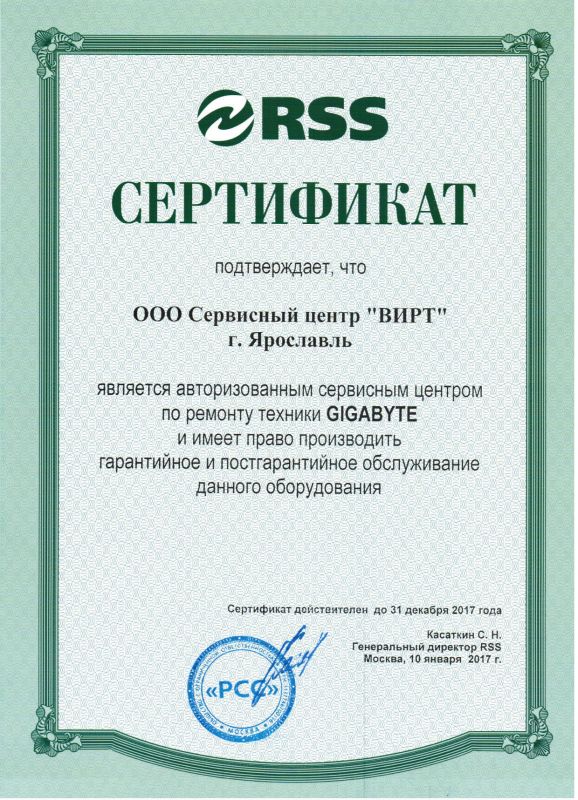 RSS
СЕРТИФИКАТ
подтверждает, что
ООО Сервисный центр "ВИРТ"
г. Ярославль
является авторизованным сервисным центром
по ремонту техники GIGABYTE
и имеет право производить
гарантийное и постгарантийное обслуживание
данного оборудования
Сертификат действителен до 31 декабря 2017 года
Касаткин С. Н.
Генеральный директор RSS
Москва, 10 января 2017 г.
«РСС»
МОСКВА